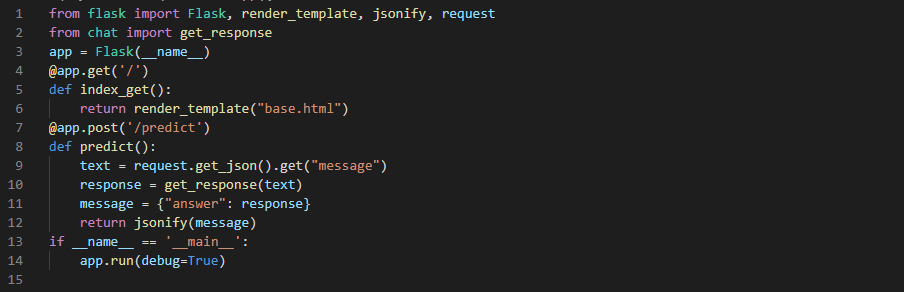 1 from flask import Flask, render_template, jsonify, request
2 from chat import get_response
3 app = Flask(__name__)
4 @app.get('/')
5 def index_get():
6     return render_template("base.html")
7 @app.post('/predict')
8 def predict():
9     text = request.get_json().get("message")
10     response = get_response(text)
11     message = {"answer": response}
12     return jsonify(message)
13 if __name__ == '__main__':
14     app.run(debug=True)
15